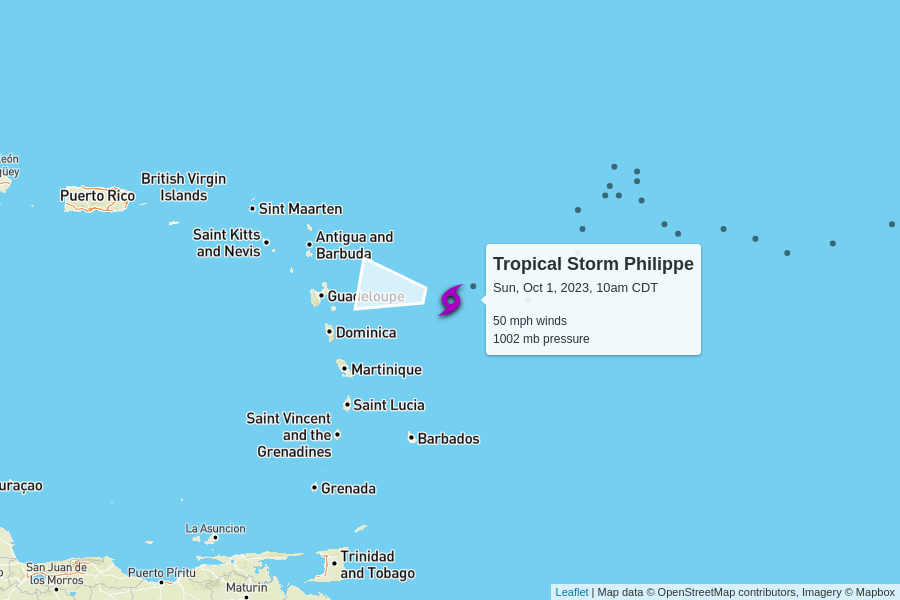 eón
güey
British Virgin
Islands
Puerto Rico
Sint Maarten
Saint Kitts
and Nevis
Antigua and
Barbuda
Guadeloupe
Tropical Storm Philippe
Sun, Oct 1, 2023, 10am CDT
50 mph winds
1002 mb pressure
Dominica
Martinique
Saint Lucia
Saint Vincent
and the
Grenadines
Barbados
uraçao
Grenada
La Asuncion
Trinidad
and Tobago
San Juan de
los Morros
Puerto Píritu
Maturin
o
Leaflet | Map data © OpenStreetMap contributors, Imagery © Mapbox